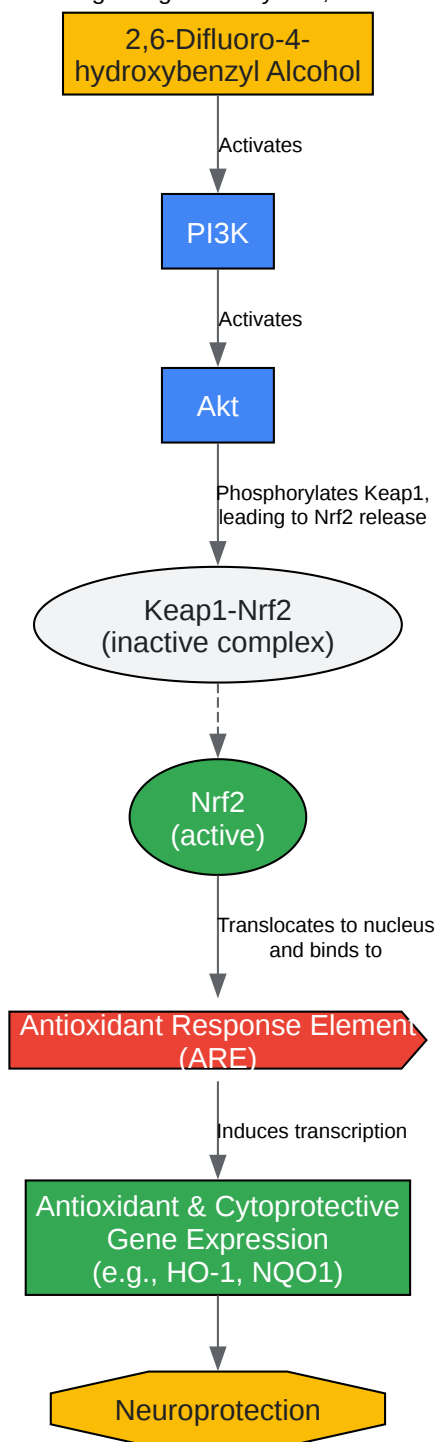 2,6-Difluoro-4-
hydroxybenzyl Alcohol
Activates
PI3K
Activates
Akt
Phosphorylates Keap1,
leading to Nrf2 release
Keap1-Nrf2
(inactive complex)
Nrf2
(active)
Translocates to nucleus
and binds to
Antioxidant Response Element
(ARE)
Induces transcription
Antioxidant & Cytoprotective
Gene Expression
(e.g., HO-1, NQO1)
Neuroprotection